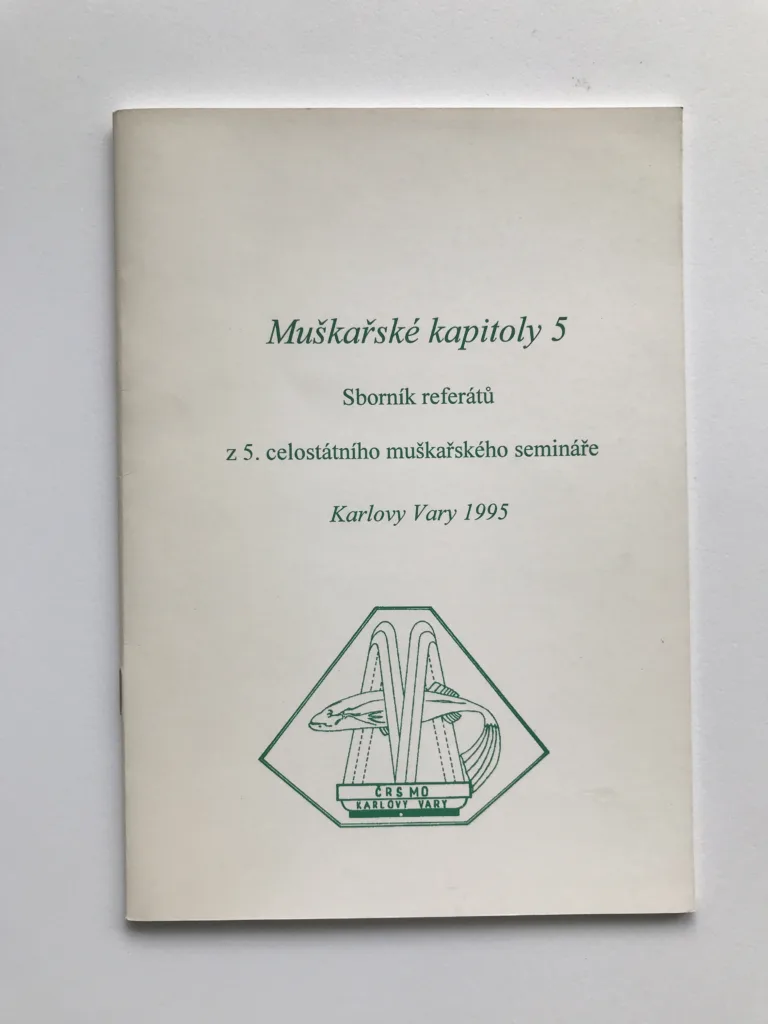 Muškařské kapitoly 5
Sborník referátů
z 5. celostátního muškařského semináře
Karlovy Vary 1995
ČRS MO
KARLOVY VARY